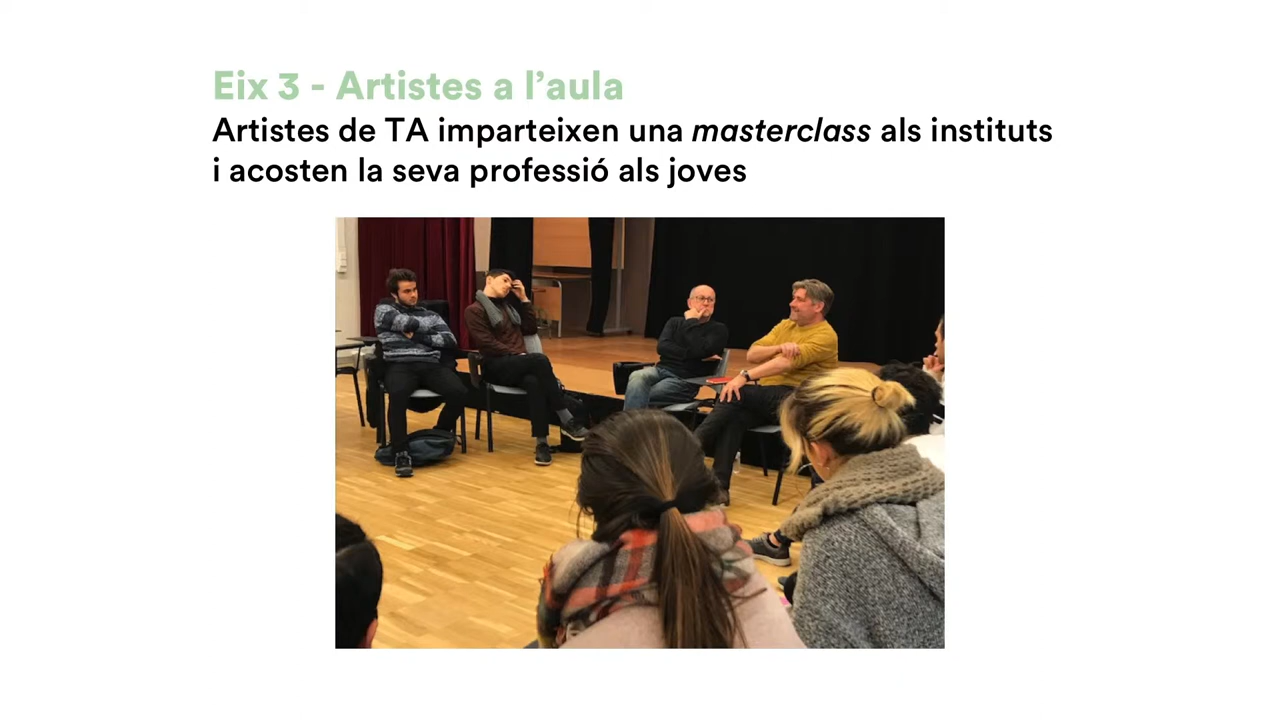 Eix 3 - Artistes a l’aula
Artistes de TA imparteixen una masterclass als instituts
i acosten la seva professió als joves